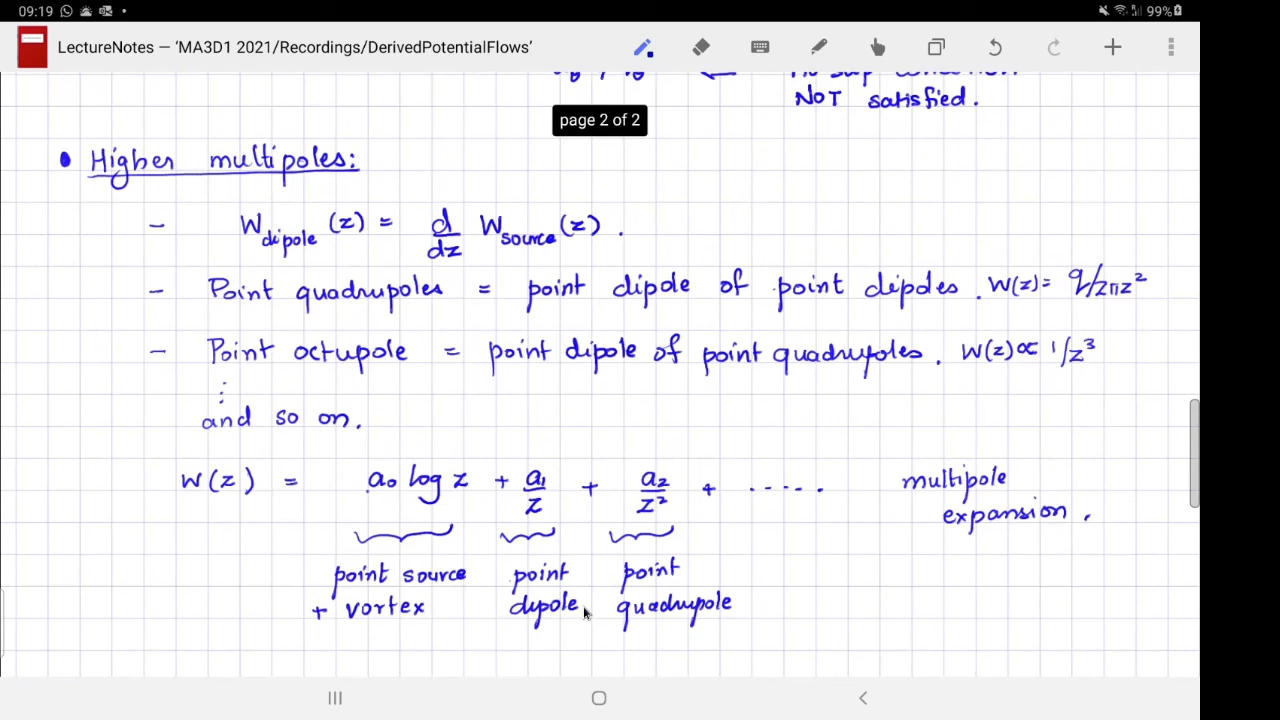 09:19
99%
LectureNotes — ‘MA3D1 2021/Recordings/DerivedPotentialFlows’
NOT satisfied.
page 2 of 2
• Higher multipoles:
- W_dipole (z) = d/dz W_source (z).
- Point quadrupoles = point dipole of point dipoles. W(z) = q/2πz²
- Point octupole = point dipole of point quadrupoles. W(z) ∝ 1/z³
⋮
and so on.
W(z) = a₀ log z + a₁/z + a₂/z² + ...... multipole expansion.
point source + vortex
point dipole
point quadrupole